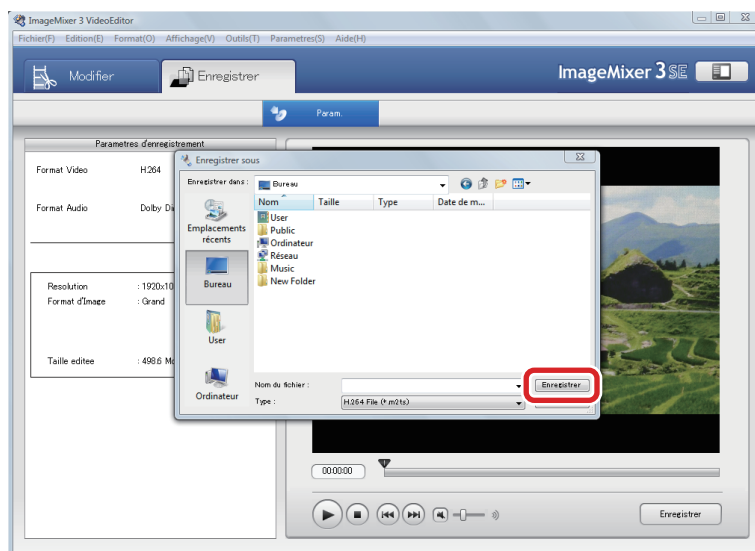 ImageMixer 3 VideoEditor
Fichier(F) Edition(E) Format(O) Affichage(V) Outils(T) Parametres(S) Aide(H)
Modifier
Enregistrer
ImageMixer 3 SE
Param.
Parametres d'enregistrement
Format Video H.264
Format Audio Dolby Di
Resolution : 1920x10
Format d'Image : Grand
Taille editee : 498.6 Mo
Enregistrer sous
Enregistrer dans : Bureau
Nom Taille Type Date de m...
User
Public
Ordinateur
Réseau
Music
New Folder
Emplacements
récents
Bureau
User
Ordinateur
Nom du fichier :
Enregistrer
Type : H.264 File (*.m2ts)
00:00:00
Enregistrer